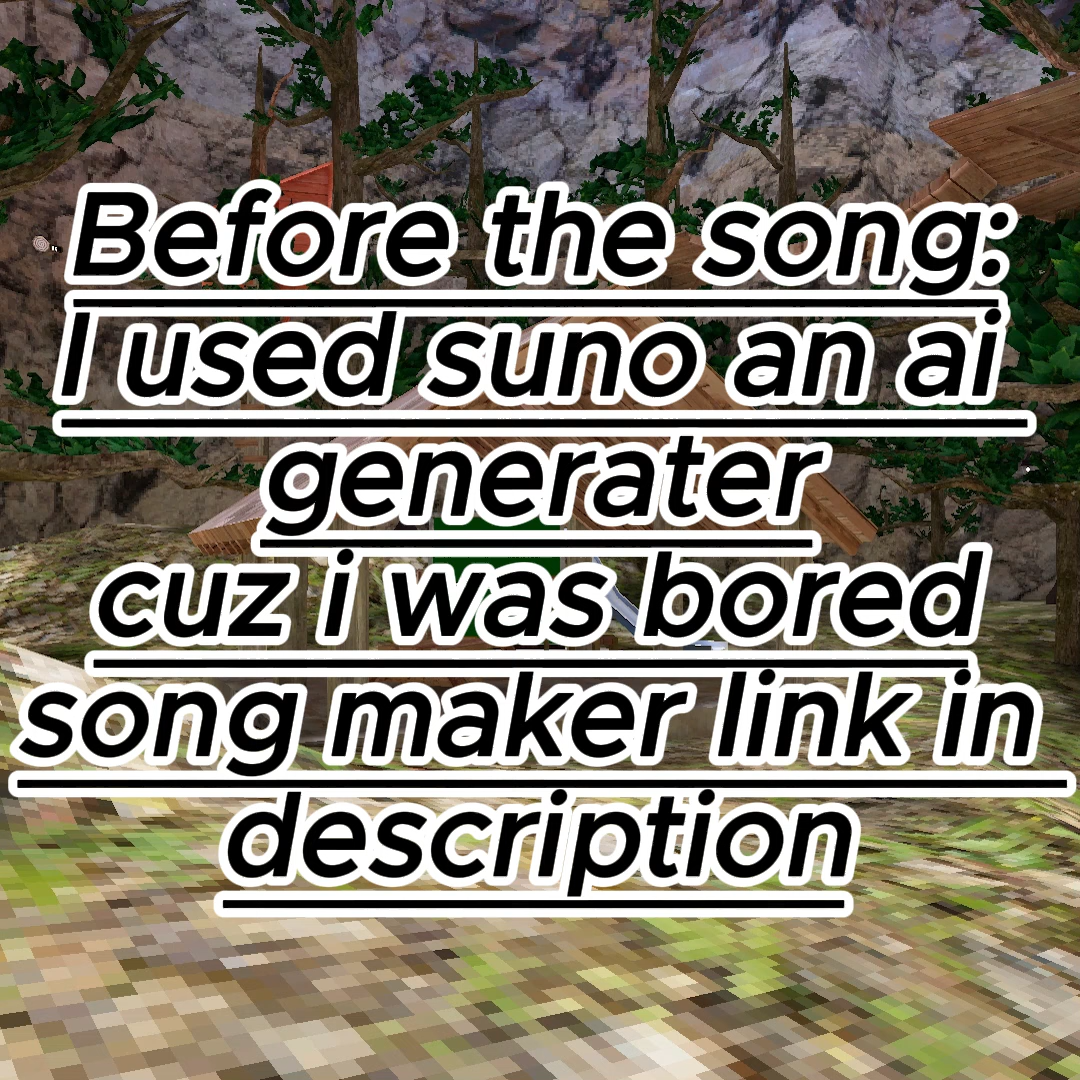 Before the song:
I used suno an ai
generater
cuz i was bored
song maker link in
description